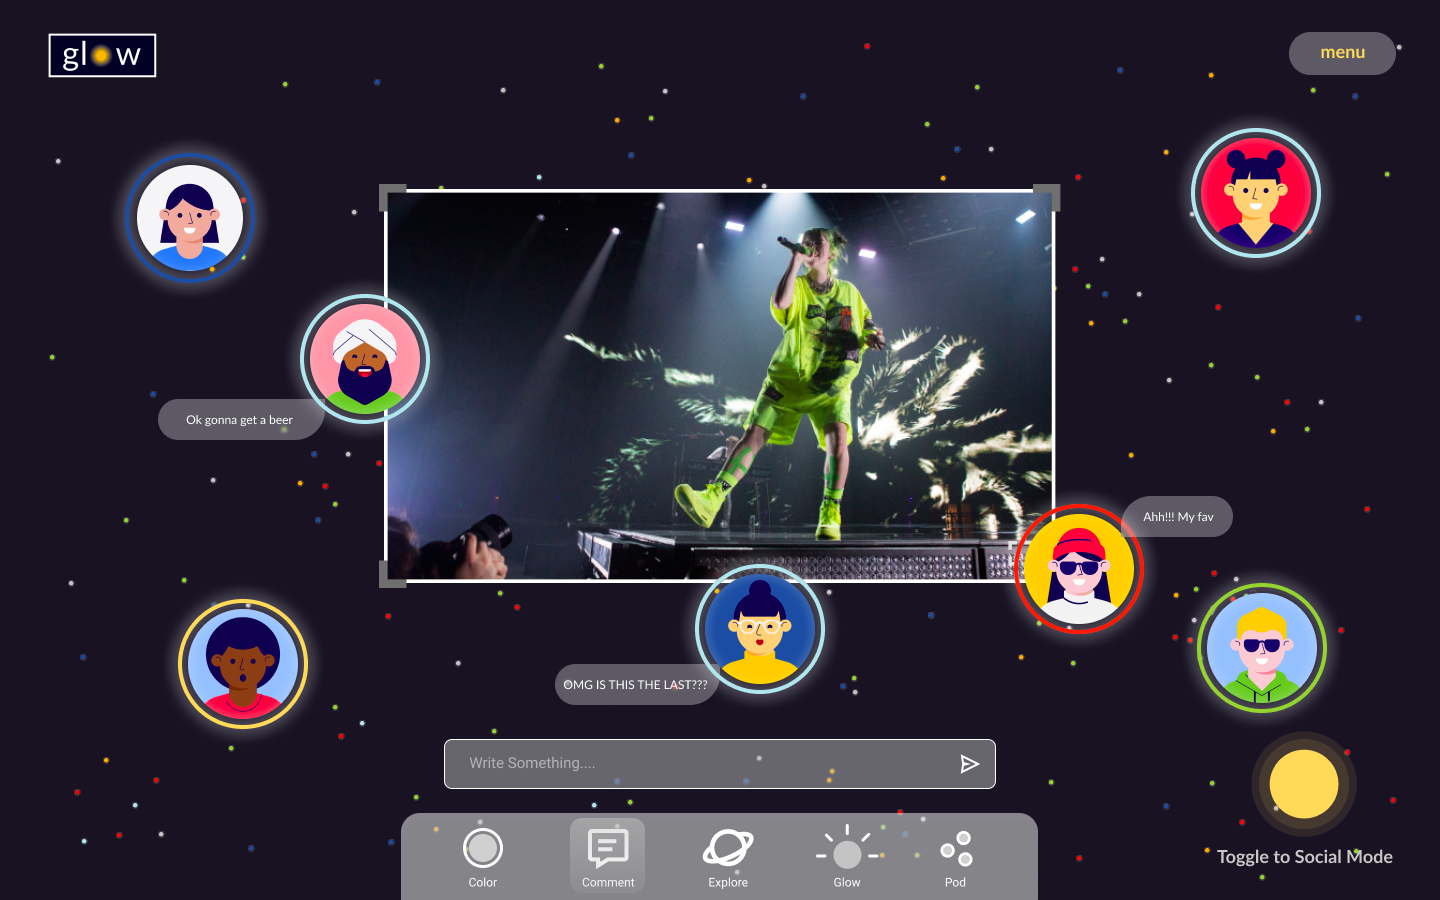 glow
menu
Ok gonna get a beer
Ahh!!! My fav
OMG IS THIS THE LAST???
Write Something....
Color
Comment
Explore
Glow
Pod
Toggle to Social Mode